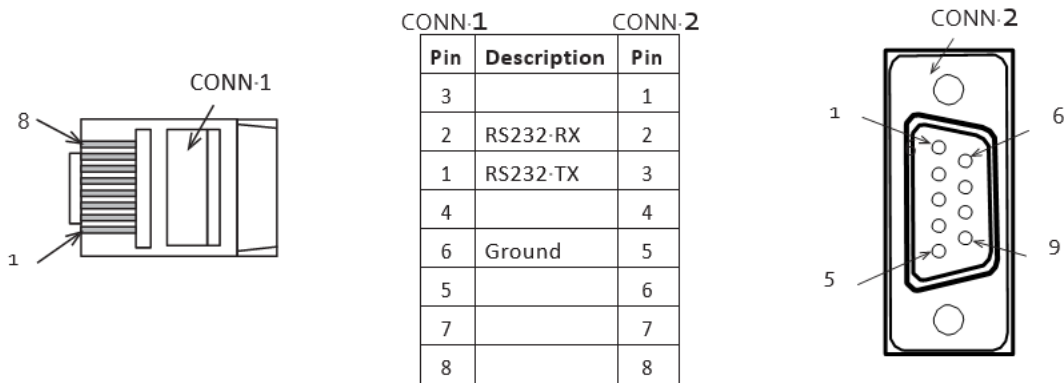 CONN·1
8
1
CONN·1 CONN·2
Pin Description Pin
3 1
2 RS232·RX 2
1 RS232·TX 3
4 4
6 Ground 5
5 6
7 7
8 8
CONN·2
1
6
5
9